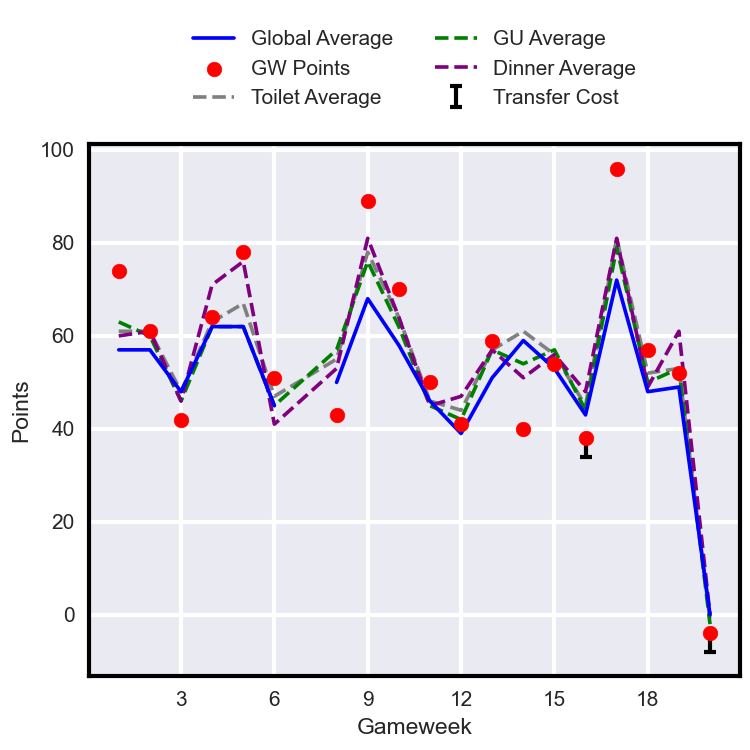 Global Average
GW Points
Toilet Average
GU Average
Dinner Average
Transfer Cost
100
80
60
40
20
0
Points
3 6 9 12 15 18
Gameweek